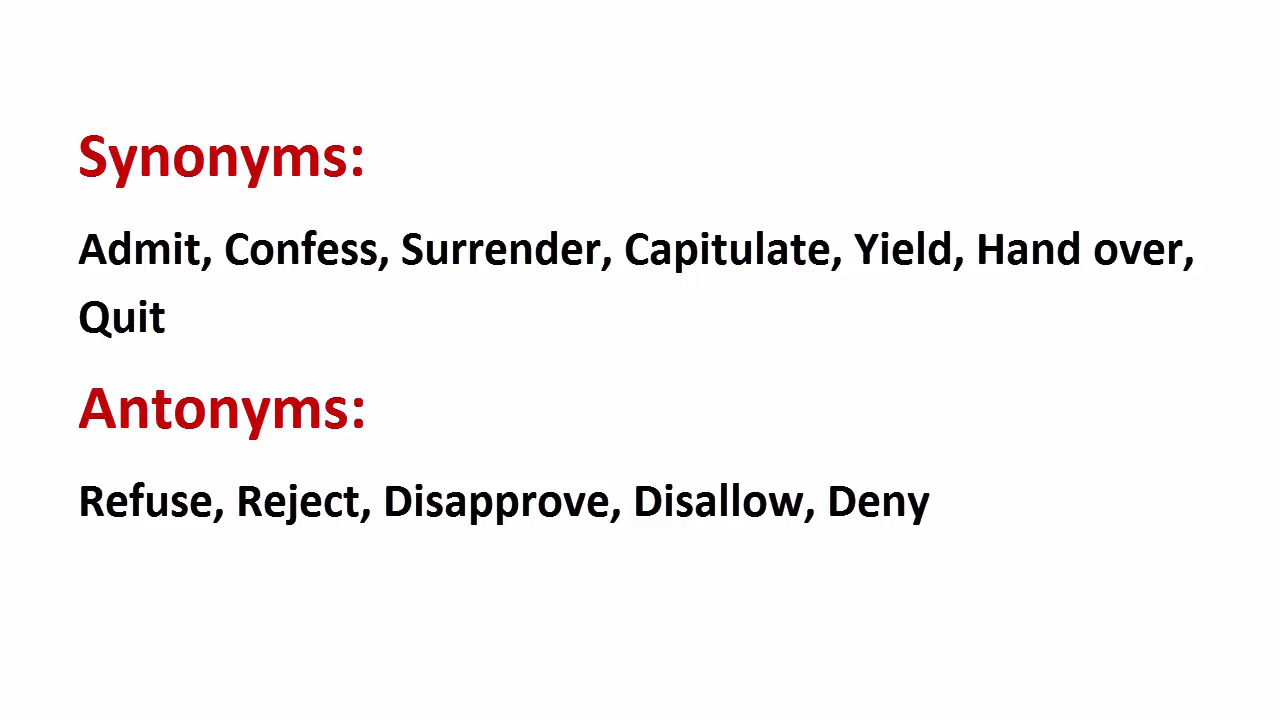 Synonyms:
Admit, Confess, Surrender, Capitulate, Yield, Hand over,
Quit
Antonyms:
Refuse, Reject, Disapprove, Disallow, Deny